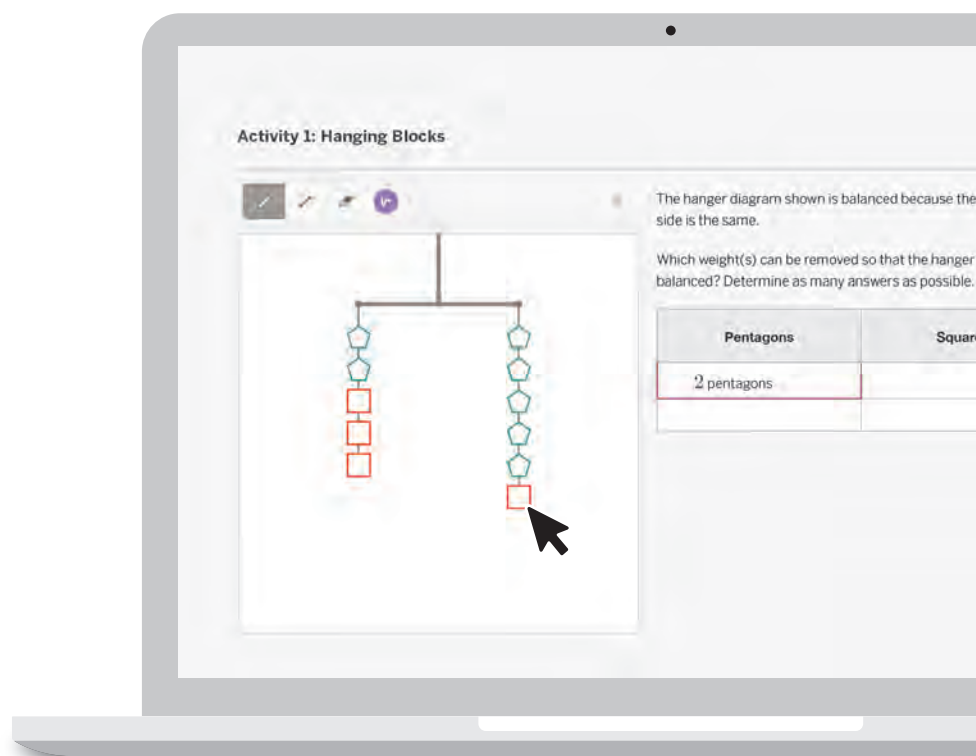 Activity 1: Hanging Blocks
The hanger diagram shown is balanced because the
side is the same.
Which weight(s) can be removed so that the hanger
balanced? Determine as many answers as possible.
Pentagons
Squar
2 pentagons